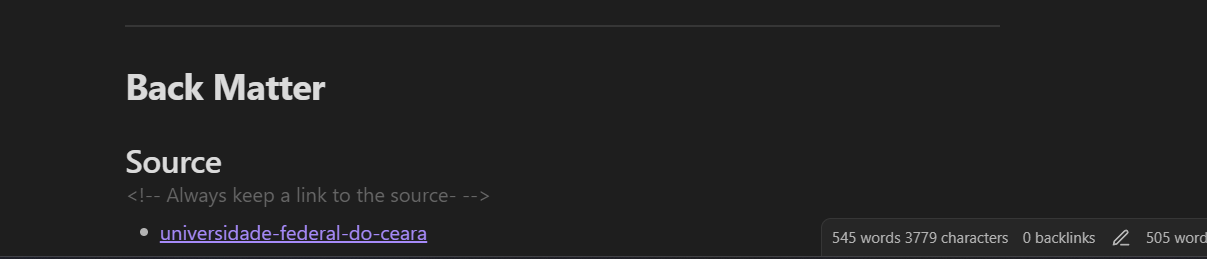 Back Matter
Source
<!-- Always keep a link to the source- -->
universidade-federal-do-ceara
545 words 3779 characters 0 backlinks 505 word